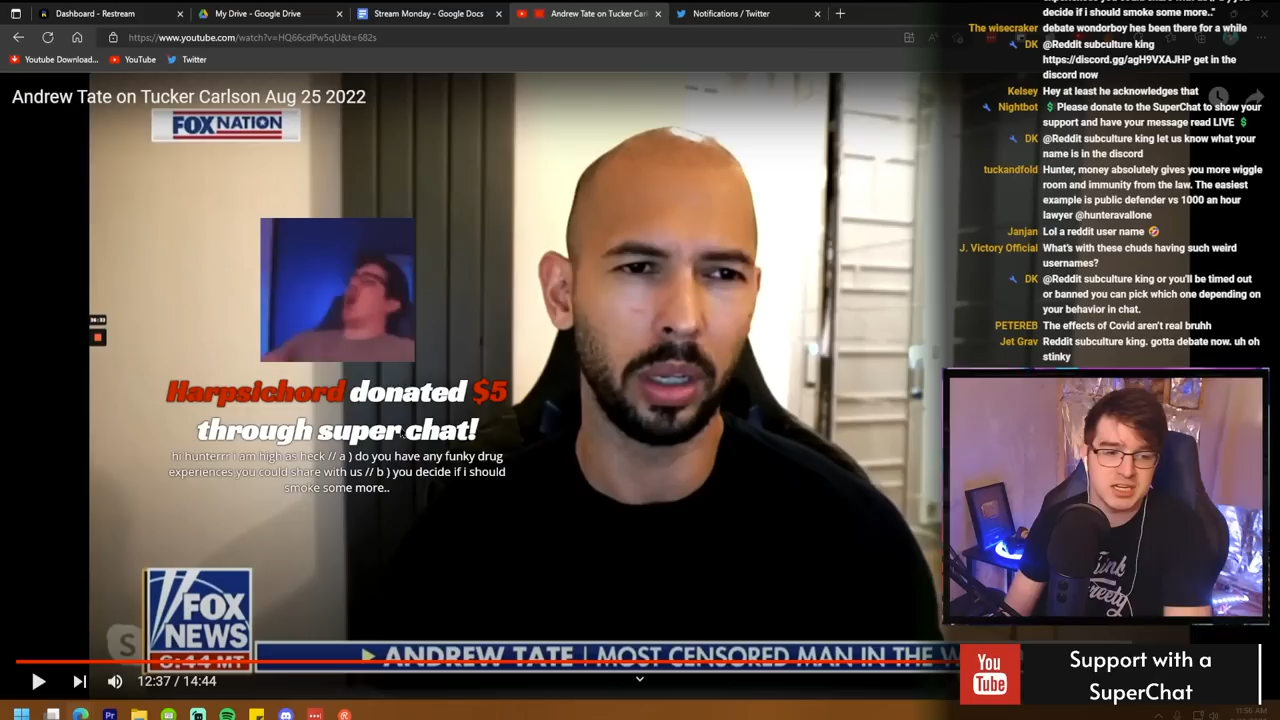 Dashboard - Restream
My Drive - Google Drive
Stream Monday - Google Docs
Andrew Tate on Tucker Carl
Notifications / Twitter
https://www.youtube.com/watch?v=HQ66cdPw5qU&t=682s
Youtube Download...
YouTube
Twitter
Andrew Tate on Tucker Carlson Aug 25 2022
FOX NATION
Harpsichord donated $5
through super chat!
hi hunterrr i am high as heck // a ) do you have any funky drug
experiences you could share with us // b ) you decide if i should
smoke some more..
FOX
NEWS
8:44 MT
ANDREW TATE | MOST CENSORED MAN IN THE W
12:37 / 14:44
decide if i should smoke some more.."
The wisecraker debate wondorboy hes been there for a while
DK @Reddit subculture king
https://discord.gg/agH9VXAJHP get in the
discord now
Kelsey Hey at least he acknowledges that
Nightbot 💲Please donate to the SuperChat to show your
support and have your message read LIVE 💲
DK @Reddit subculture king let us know what your
name is in the discord
tuckandfold Hunter, money absolutely gives you more wiggle
room and immunity from the law. The easiest
example is public defender vs 1000 an hour
lawyer @hunteravallone
Janjan Lol a reddit user name 🤣
J. Victory Official What's with these chuds having such weird
usernames?
DK @Reddit subculture king or you'll be timed out
or banned you can pick which one depending on
your behavior in chat.
PETEREB The effects of Covid aren't real bruhh
Jet Grav Reddit subculture king. gotta debate now. uh oh
stinky
You
Tube
Support with a
SuperChat
11:56 AM